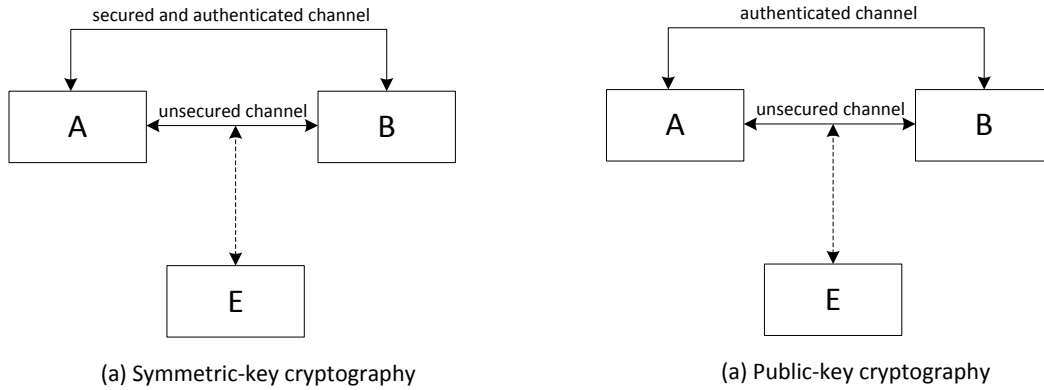 secured and authenticated channel
A
unsecured channel
B
E
(a) Symmetric-key cryptography
authenticated channel
A
unsecured channel
B
E
(a) Public-key cryptography